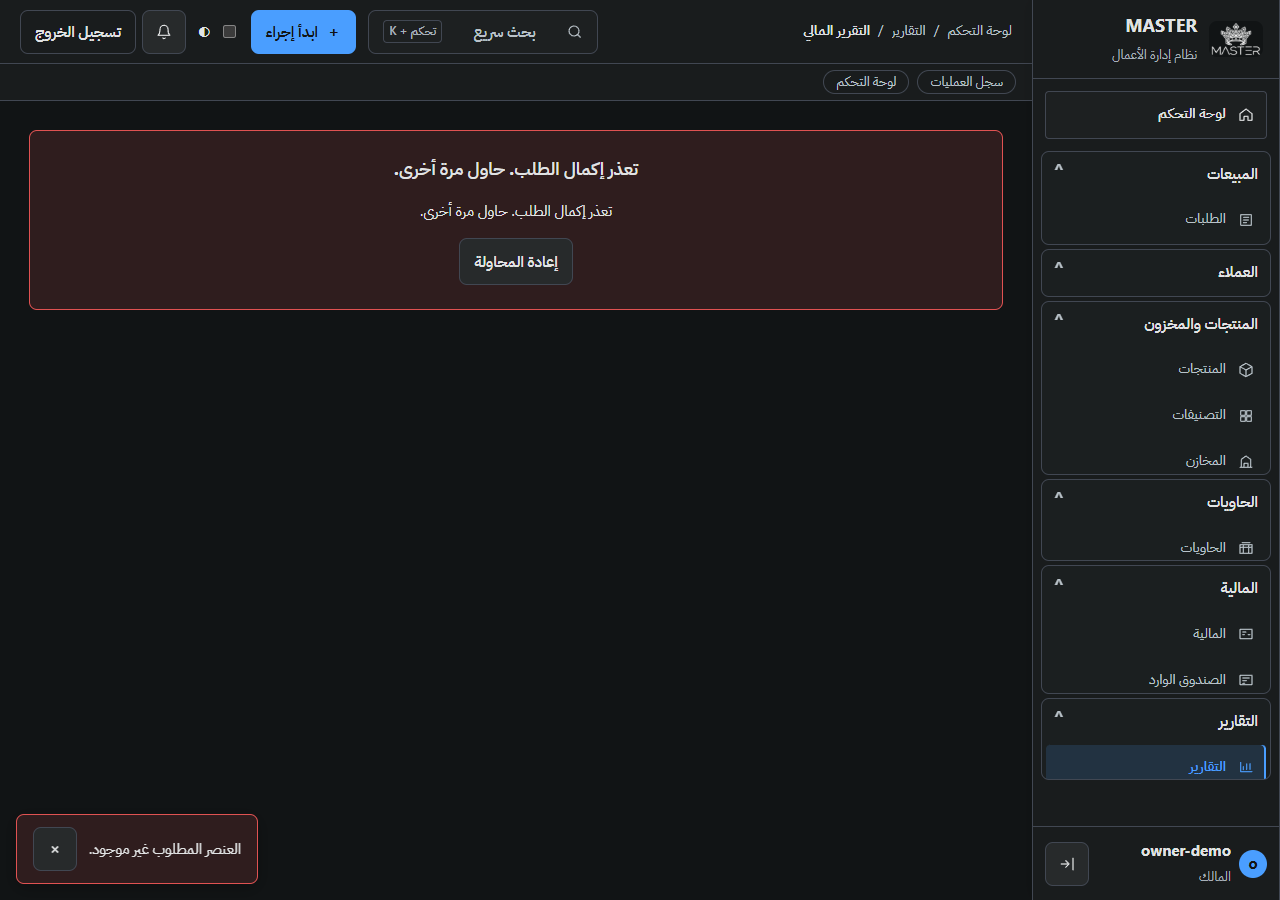 MASTER
نظام إدارة الأعمال
MASTER
لوحة التحكم
المبيعات
الطلبات
العملاء
المنتجات والمخزون
المنتجات
التصنيفات
المخازن
الحاويات
الحاويات
المالية
المالية
الصندوق الوارد
التقارير
التقارير
owner-demo
المالك
o
لوحة التحكم / التقارير / التقرير المالي
بحث سريع
تحكم + K
+ ابدأ إجراء
تسجيل الخروج
سجل العمليات
لوحة التحكم
تعذر إكمال الطلب. حاول مرة أخرى.
تعذر إكمال الطلب. حاول مرة أخرى.
إعادة المحاولة
العنصر المطلوب غير موجود.
×